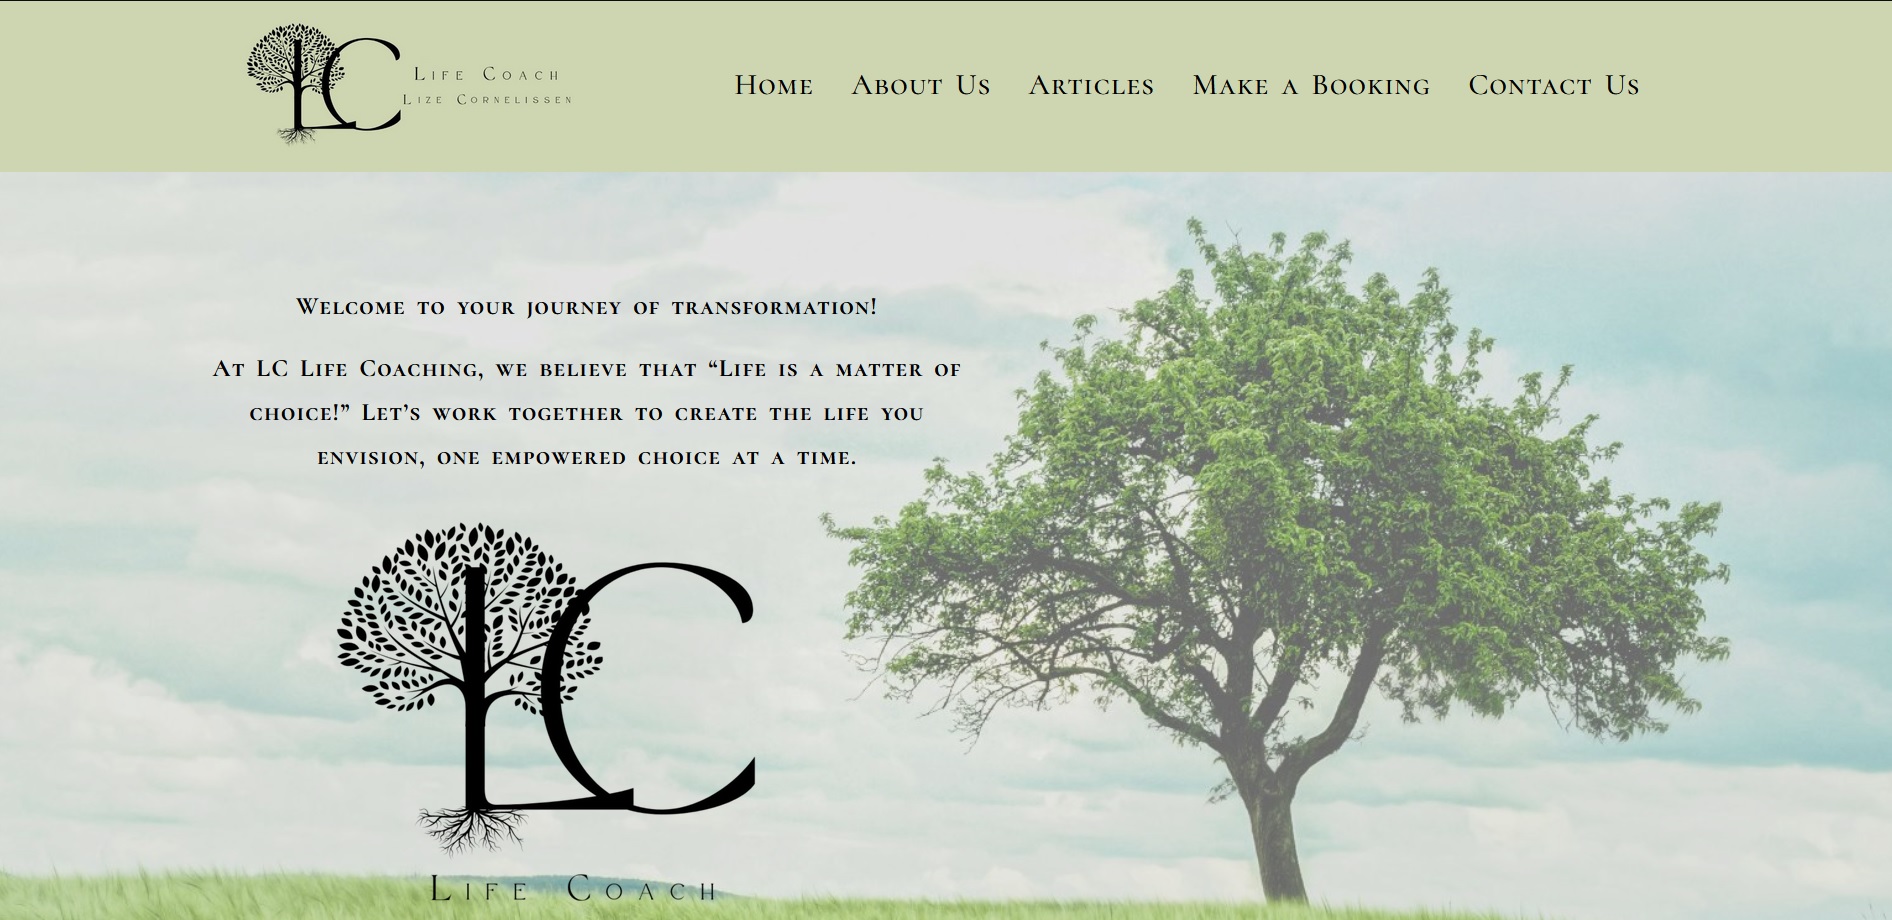 LC
Life Coach
Lize Cornelissen
Home About Us Articles Make a Booking Contact Us
Welcome to your journey of transformation!
At LC Life Coaching, we believe that “Life is a matter of
choice!” Let’s work together to create the life you
envision, one empowered choice at a time.
LC
Life Coach